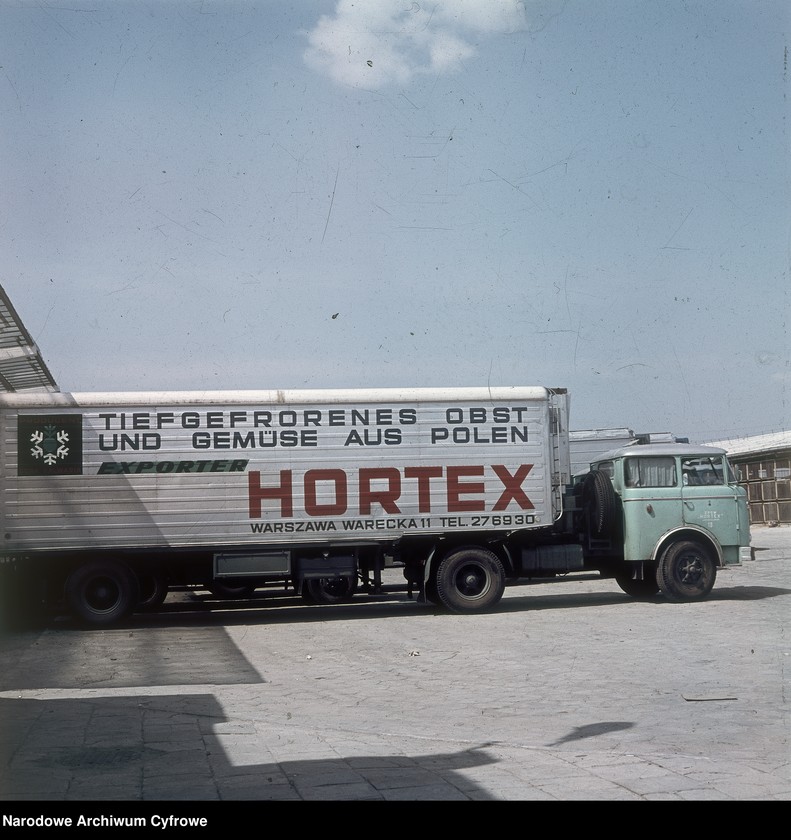 TIEFGEFRORENES OBST
UND GEMÜSE AUS POLEN
EXPORTER
HORTEX
WARSZAWA WARECKA 11 TEL. 276930
Narodowe Archiwum Cyfrowe